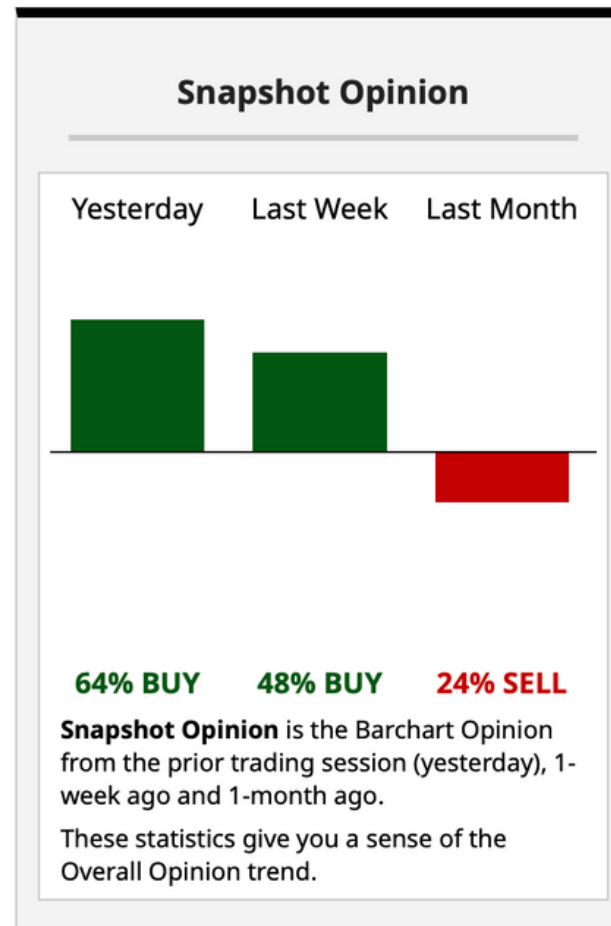 Snapshot Opinion
Yesterday Last Week Last Month
64% BUY 48% BUY 24% SELL
Snapshot Opinion is the Barchart Opinion
from the prior trading session (yesterday), 1-
week ago and 1-month ago.
These statistics give you a sense of the
Overall Opinion trend.